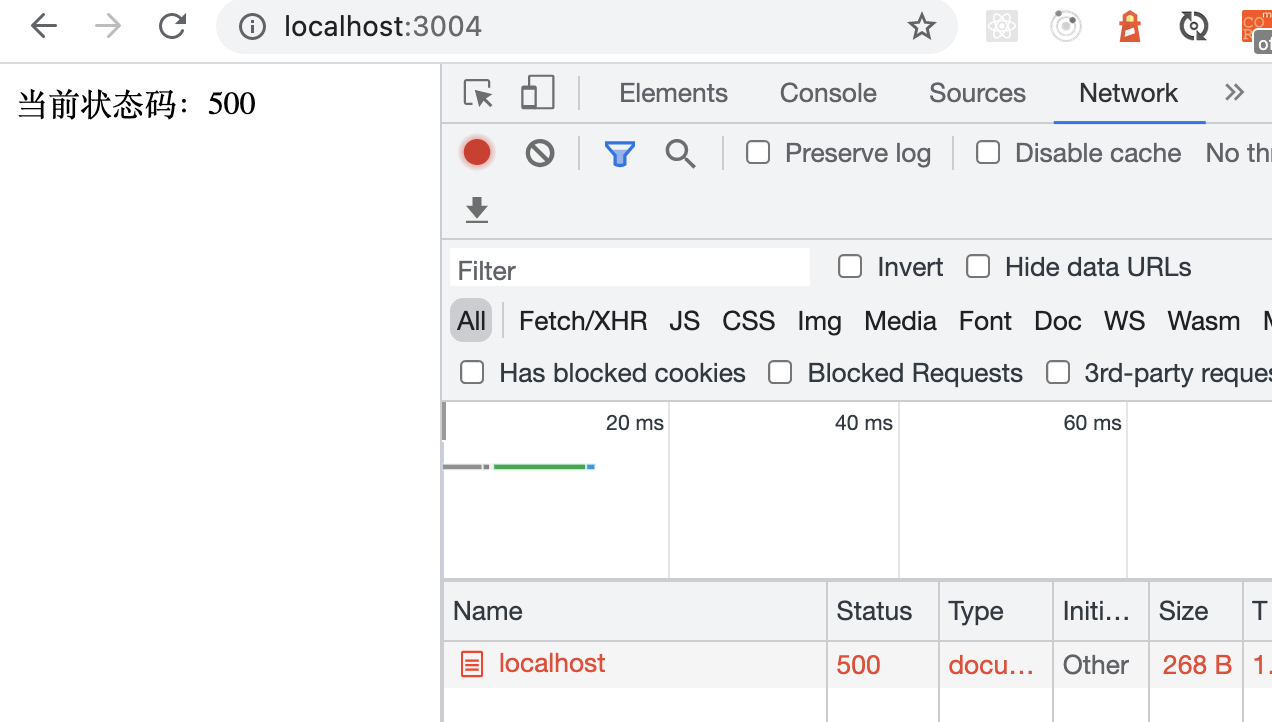 localhost:3004
当前状态码：500
Elements Console Sources Network
Preserve log Disable cache No th
Filter Invert Hide data URLs
All Fetch/XHR JS CSS Img Media Font Doc WS Wasm
Has blocked cookies Blocked Requests 3rd-party reques
20 ms 40 ms 60 ms
Name Status Type Initi... Size T
localhost 500 docu... Other 268 B 1.